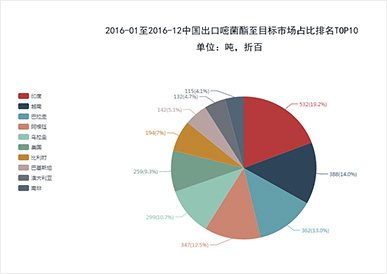 2016-01至2016-12中国出口嘧菌酯至目标市场占比排名TOP10
单位：吨，折百
印度
越南
巴拉圭
阿根廷
乌拉圭
美国
比利时
巴基斯坦
澳大利亚
南非
115(4.1%)
132(4.7%)
142(5.1%)
194(7%)
259(9.3%)
299(10.7%)
347(12.5%)
362(13.0%)
388(14.0%)
532(19.2%)